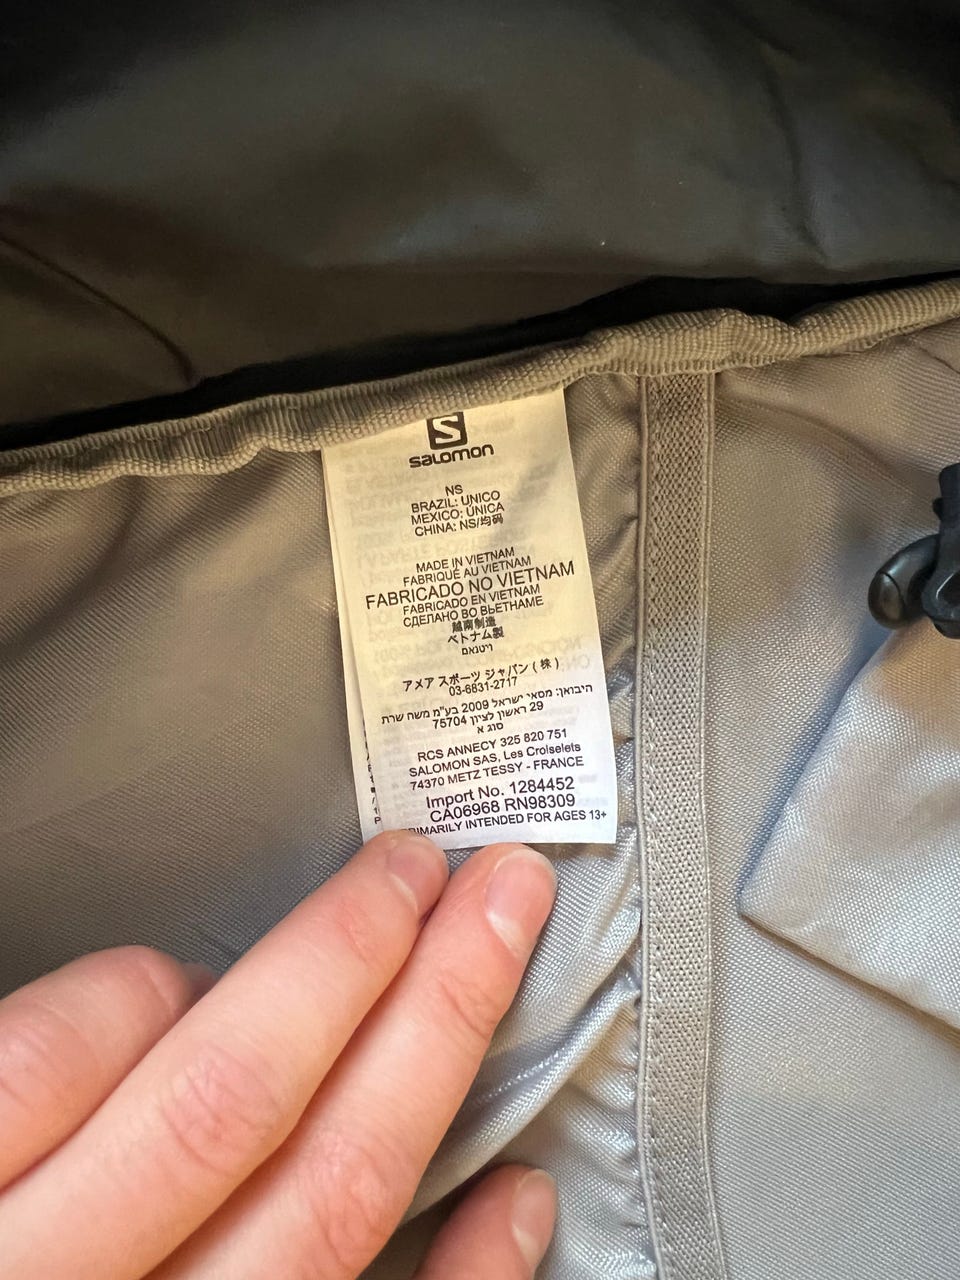 S
salomon
NS
BRAZIL: UNICO
MEXICO: ÚNICA
CHINA: NS/均码
MADE IN VIETNAM
FABRIQUÉ AU VIETNAM
FABRICADO NO VIETNAM
FABRICADO EN VIETNAM
СДЕЛАНО ВО ВЬЕТНАМЕ
越南制造
ベトナム製
וייטנאם
アメア スポーツ ジャパン ( 株 )
03-6831-2717
היבואן: מסאי ישראל 2009 בע"מ משה שרת
29 ראשון לציון 75704
סוג א
RCS ANNECY 325 820 751
SALOMON SAS, Les Croiselets
74370 METZ TESSY - FRANCE
Import No. 1284452
CA06968 RN98309
PRIMARILY INTENDED FOR AGES 13+